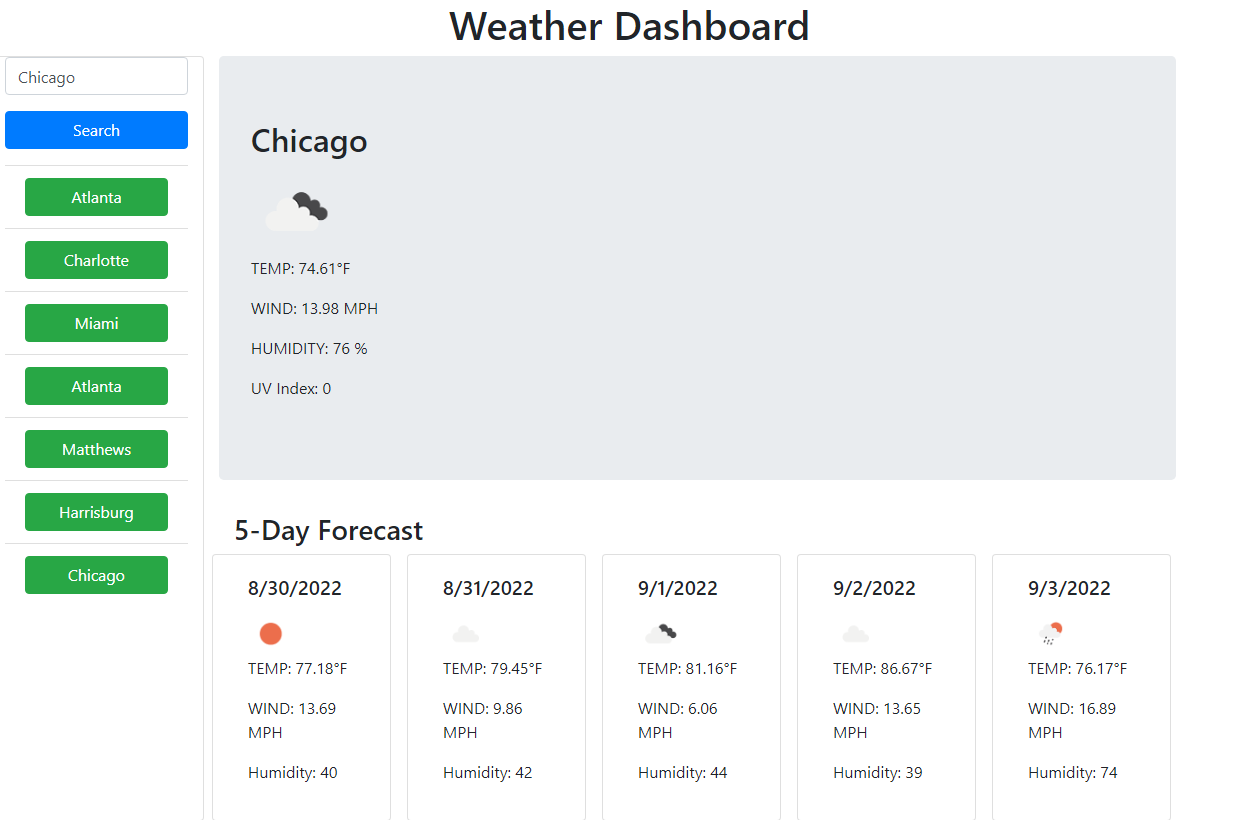 Weather Dashboard
Chicago
Search
Atlanta
Charlotte
Miami
Atlanta
Matthews
Harrisburg
Chicago
Chicago
TEMP: 74.61°F
WIND: 13.98 MPH
HUMIDITY: 76 %
UV Index: 0
5-Day Forecast
8/30/2022
TEMP: 77.18°F
WIND: 13.69
MPH
Humidity: 40
8/31/2022
TEMP: 79.45°F
WIND: 9.86
MPH
Humidity: 42
9/1/2022
TEMP: 81.16°F
WIND: 6.06
MPH
Humidity: 44
9/2/2022
TEMP: 86.67°F
WIND: 13.65
MPH
Humidity: 39
9/3/2022
TEMP: 76.17°F
WIND: 16.89
MPH
Humidity: 74